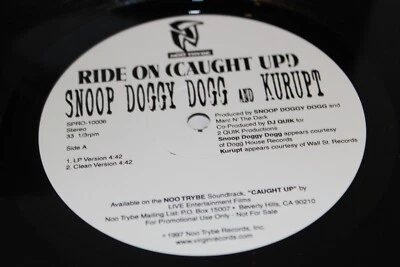 NOO TRYBE
RIDE ON (CAUGHT UP!)
SNOOP DOGGY DOGG AND KURUPT
SPRO-10006
Stereo
33 1/3rpm
Side A
1. LP Version 4:42
2. Clean Version 4:42
Produced by SNOOP DOGGY DOGG and
Marc N' The Dark
Co-Produced by DJ QUIK for
2 QUIK Productions
Snoop Doggy Dogg appears courtesy
of Dogg House Records
Kurupt appears courtesy of Wall St. Records
Available on the NOO TRYBE Soundtrack, "CAUGHT UP" by
LIVE Entertainment Films
Noo Trybe Mailing List: P.O. Box 15007 · Beverly Hills, CA 90210
For Promotional Use Only - Not For Sale
1997 Noo Trybe Records, Inc.
www.virginrecords.com